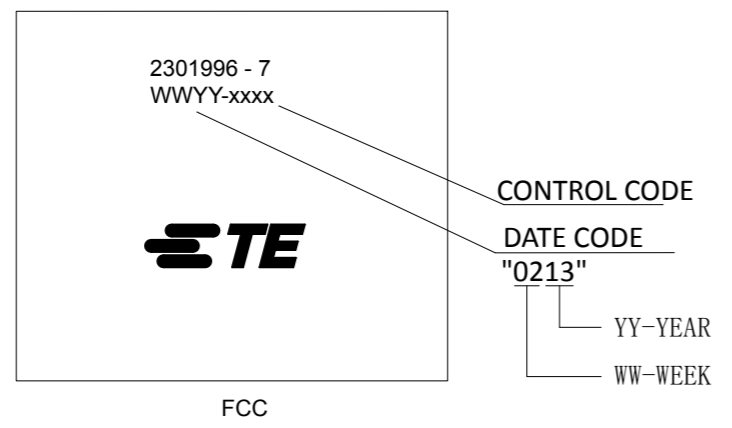 2301996 - 7
WWYY-xxxx
CONTROL CODE
TE
DATE CODE
"0213"
YY-YEAR
WW-WEEK
FCC